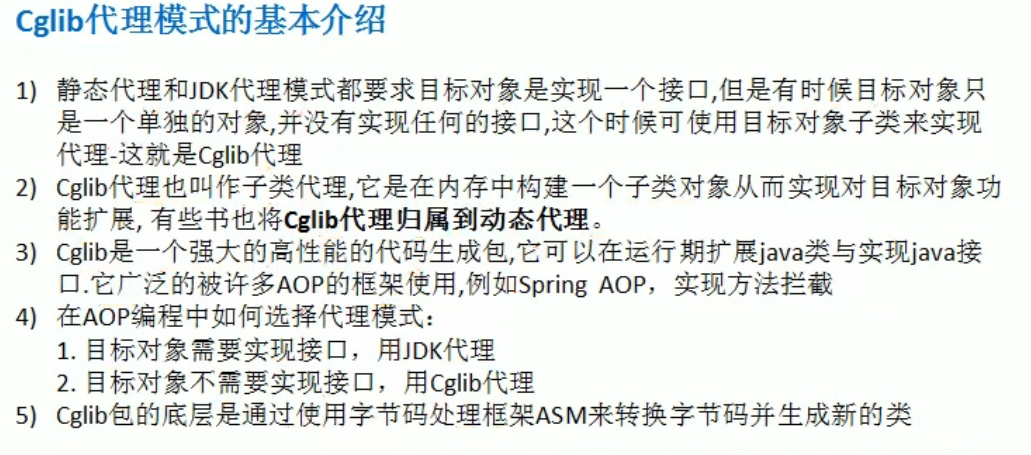 Cglib代理模式的基本介绍
1) 静态代理和JDK代理模式都要求目标对象是实现一个接口,但是有时候目标对象只
是一个单独的对象,并没有实现任何的接口,这个时候可使用目标对象子类来实现
代理-这就是Cglib代理
2) Cglib代理也叫作子类代理,它是在内存中构建一个子类对象从而实现对目标对象功
能扩展, 有些书也将Cglib代理归属到动态代理。
3) Cglib是一个强大的高性能的代码生成包,它可以在运行期扩展java类与实现java接
口.它广泛的被许多AOP的框架使用,例如Spring AOP，实现方法拦截
4) 在AOP编程中如何选择代理模式：
1. 目标对象需要实现接口，用JDK代理
2. 目标对象不需要实现接口，用Cglib代理
5) Cglib包的底层是通过使用字节码处理框架ASM来转换字节码并生成新的类